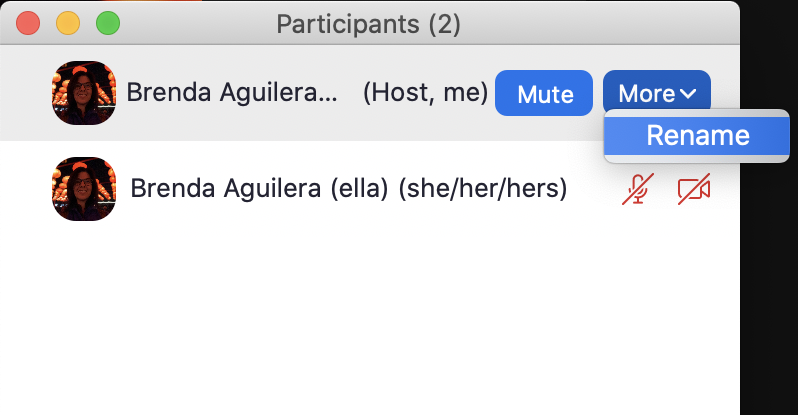 Participants (2)
Brenda Aguilera... (Host, me) Mute More
Rename
Brenda Aguilera (ella) (she/her/hers)